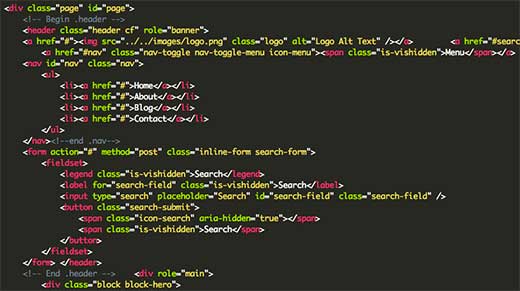 <div class="page" id="page">
<!-- Begin .header -->
<header class="header cf" role="banner">
<a href="#"><img src="../../images/logo.png" class="logo" alt="Logo Alt Text" /></a> <a href="#searc
<a href="#nav" class="nav-toggle nav-toggle-menu icon-menu"><span class="is-vishidden">Menu</span></a>
<nav id="nav" class="nav">
<ul>
<li><a href="#">Home</a></li>
<li><a href="#">About</a></li>
<li><a href="#">Blog</a></li>
<li><a href="#">Contact</a></li>
</ul>
</nav><!--end .nav-->
<form action="#" method="post" class="inline-form search-form">
<fieldset>
<legend class="is-vishidden">Search</legend>
<label for="search-field" class="is-vishidden">Search</label>
<input type="search" placeholder="Search" id="search-field" class="search-field" />
<button class="search-submit">
<span class="icon-search" aria-hidden="true"></span>
<span class="is-vishidden">Search</span>
</button>
</fieldset>
</form> </header>
<!-- End .header --> <div role="main">
<div class="block block-hero">